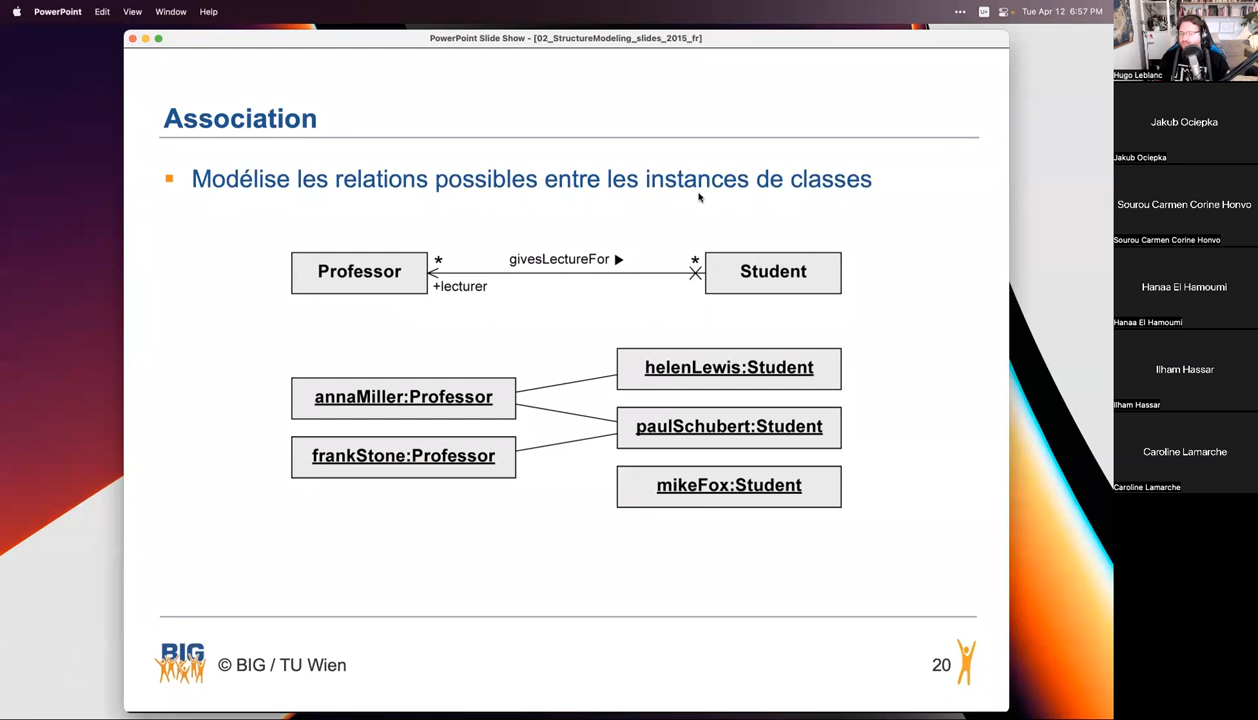 PowerPoint Edit View Window Help
Tue Apr 12 6:57 PM
PowerPoint Slide Show - [02_StructureModeling_slides_2015_fr]
Association
Modélise les relations possibles entre les instances de classes
* givesLectureFor ▶ *
Professor
Student
+lecturer
helenLewis:Student
annaMiller:Professor
paulSchubert:Student
frankStone:Professor
mikeFox:Student
BIG
© BIG / TU Wien
20
Hugo Leblanc
Jakub Ociepka
Jakub Ociepka
Sourou Carmen Corine Honvo
Sourou Carmen Corine Honvo
Hanaa El Hamoumi
Hanaa El Hamoumi
Ilham Hassar
Ilham Hassar
Caroline Lamarche
Caroline Lamarche